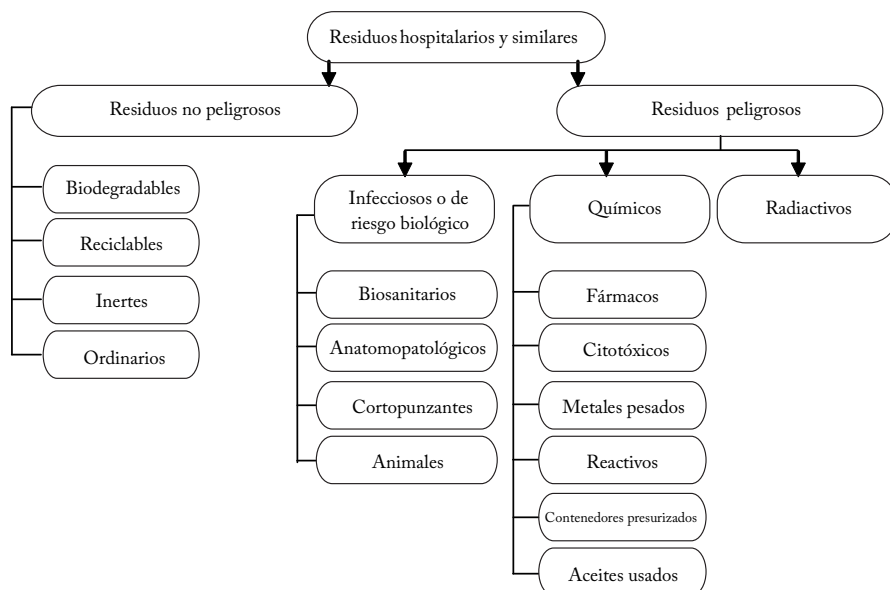 Residuos hospitalarios y similares
Residuos no peligrosos
Residuos peligrosos
Biodegradables
Reciclables
Inertes
Ordinarios
Infecciosos o de
riesgo biológico
Químicos
Radiactivos
Biosanitarios
Anatomopatológicos
Cortopunzantes
Animales
Fármacos
Citotóxicos
Metales pesados
Reactivos
Contenedores presurizados
Aceites usados